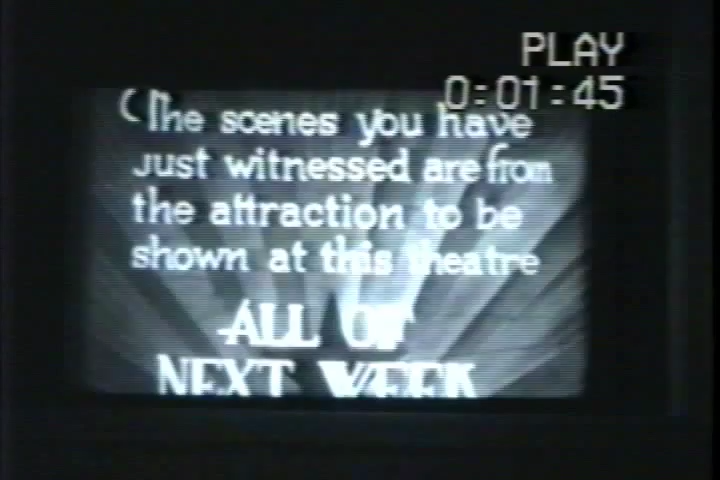 PLAY
0:01:45
The scenes you have
Just witnessed are from
the attraction to be
shown at this theatre
ALL OF
NEXT WEEK